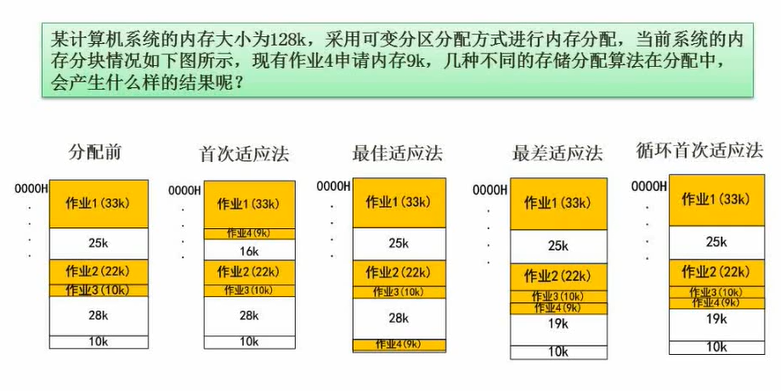 某计算机系统的内存大小为128k，采用可变分区分配方式进行内存分配，当前系统的内
存分块情况如下图所示，现有作业4申请内存9k，几种不同的存储分配算法在分配中，
会产生什么样的结果呢？
分配前
0000H
作业1(33k)
25k
作业2(22k)
作业3(10k)
28k
10k
首次适应法
0000H
作业1(33k)
作业4(9k)
16k
作业2(22k)
作业3(10k)
28k
10k
最佳适应法
0000H
作业1(33k)
25k
作业2(22k)
作业3(10k)
28k
作业4(9k)
最差适应法
0000H
作业1(33k)
25k
作业2(22k)
作业3(10k)
作业4(9k)
19k
10k
循环首次适应法
0000H
作业1(33k)
25k
作业2(22k)
作业3(10k)
作业4(9k)
19k
10k